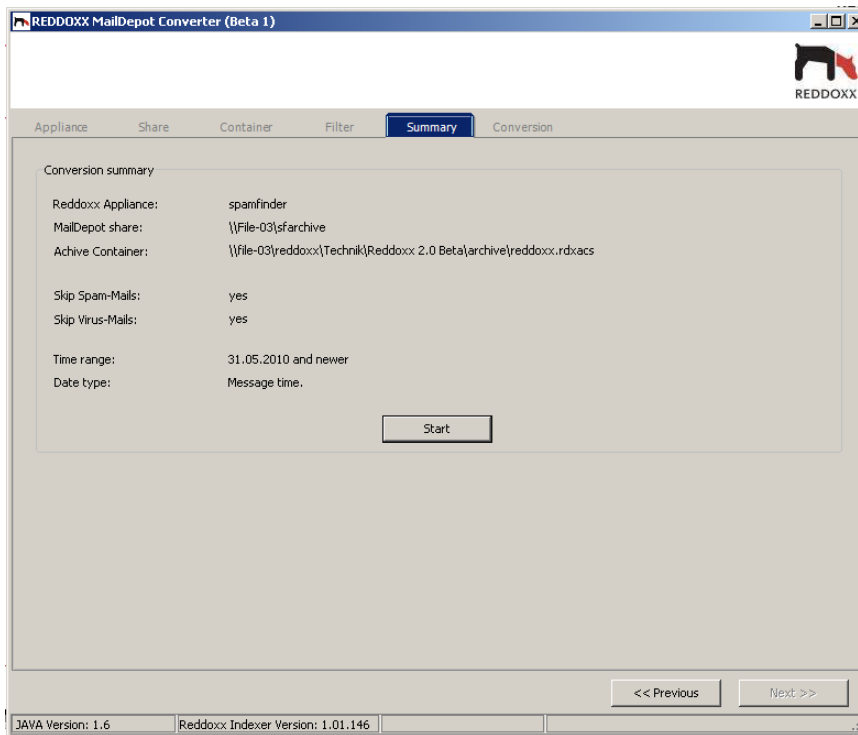 REDDOXX MailDepot Converter (Beta 1)
REDDOXX
Appliance Share Container Filter Summary Conversion
Conversion summary
Reddoxx Appliance: spamfinder
MailDepot share: \\File-03\sfarchive
Achive Container: \\file-03\reddoxx\Technik\Reddoxx 2.0 Beta\archive\reddoxx.rdxacs
Skip Spam-Mails: yes
Skip Virus-Mails: yes
Time range: 31.05.2010 and newer
Date type: Message time.
Start
<< Previous Next >>
JAVA Version: 1.6 Reddoxx Indexer Version: 1.01.146